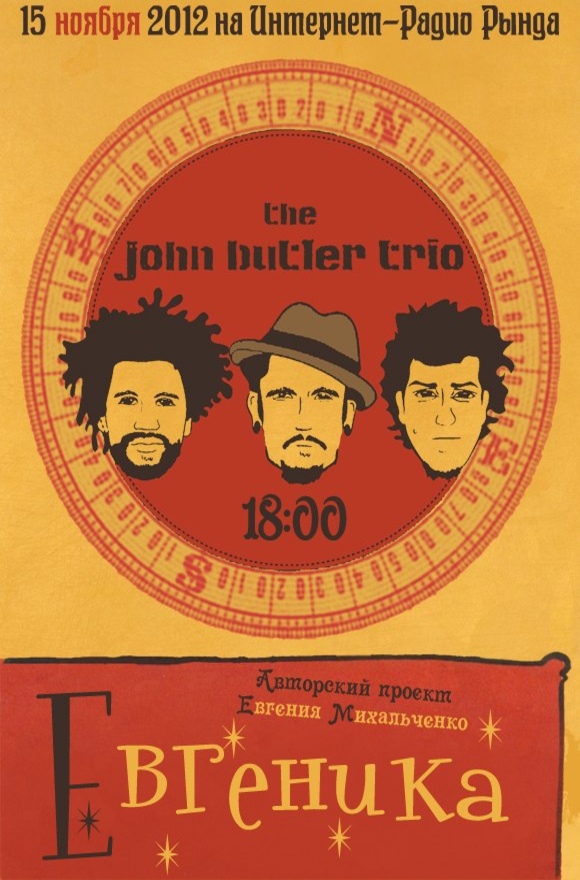 15 ноября 2012 на Интернет-Радио Рында
N
the
john butler trio
18:00
S
Авторский проект
Евгения Михальченко
Евгеника